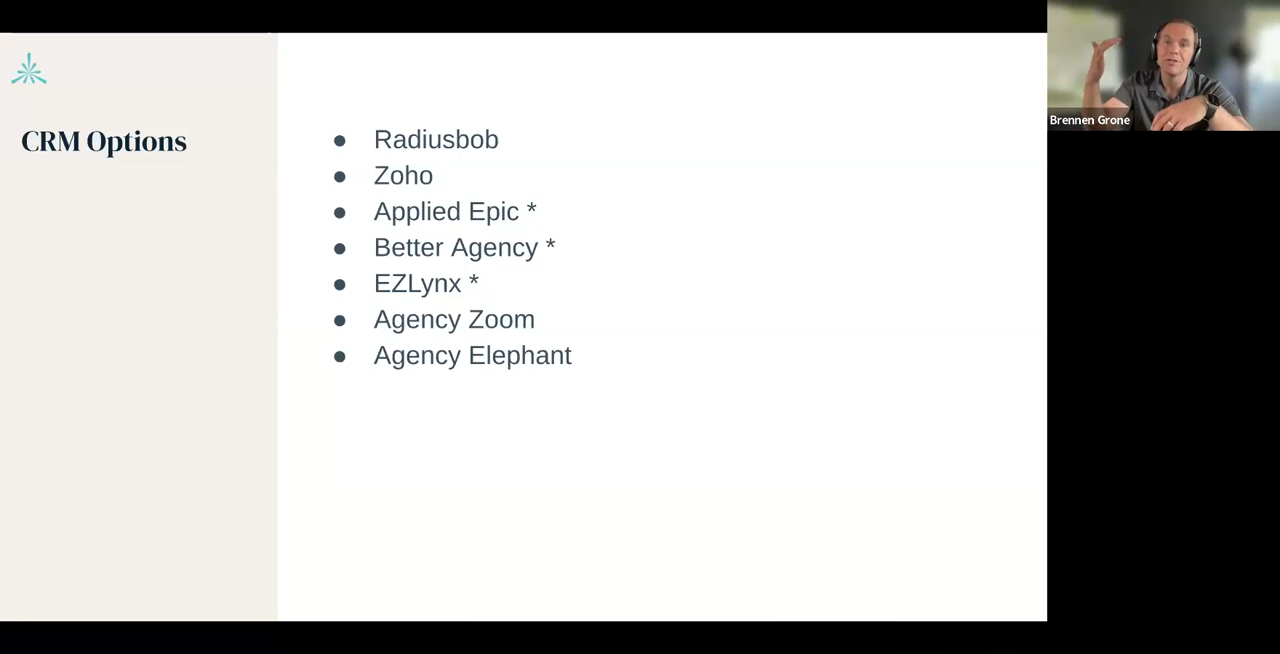 CRM Options
● Radiusbob
● Zoho
● Applied Epic *
● Better Agency *
● EZLynx *
● Agency Zoom
● Agency Elephant
Brennen Grone